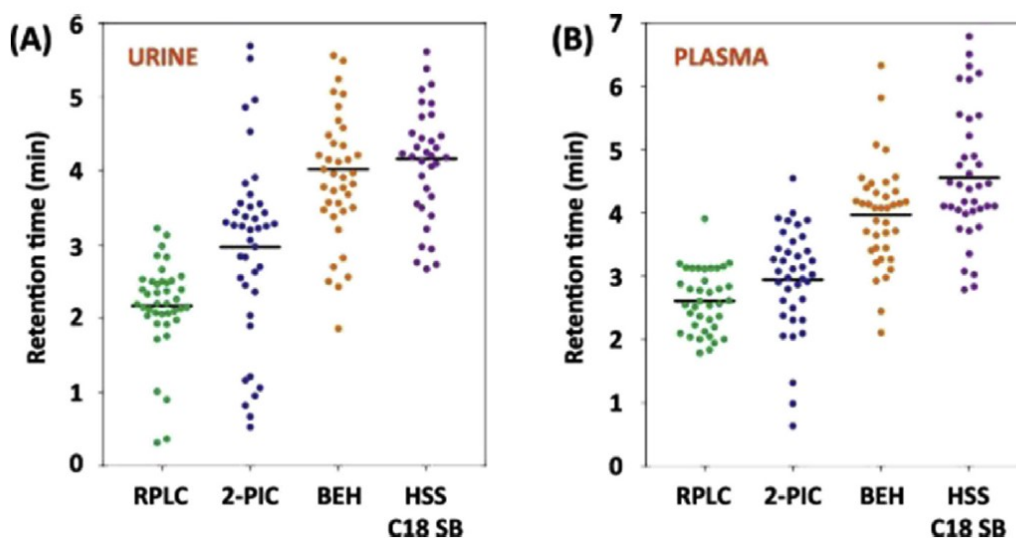 (A)
URINE
Retention time (min)
6
5
4
3
2
1
0
RPLC
2-PIC
BEH
HSS
C18 SB
(B)
PLASMA
Retention time (min)
7
6
5
4
3
2
1
0
RPLC
2-PIC
BEH
HSS
C18 SB